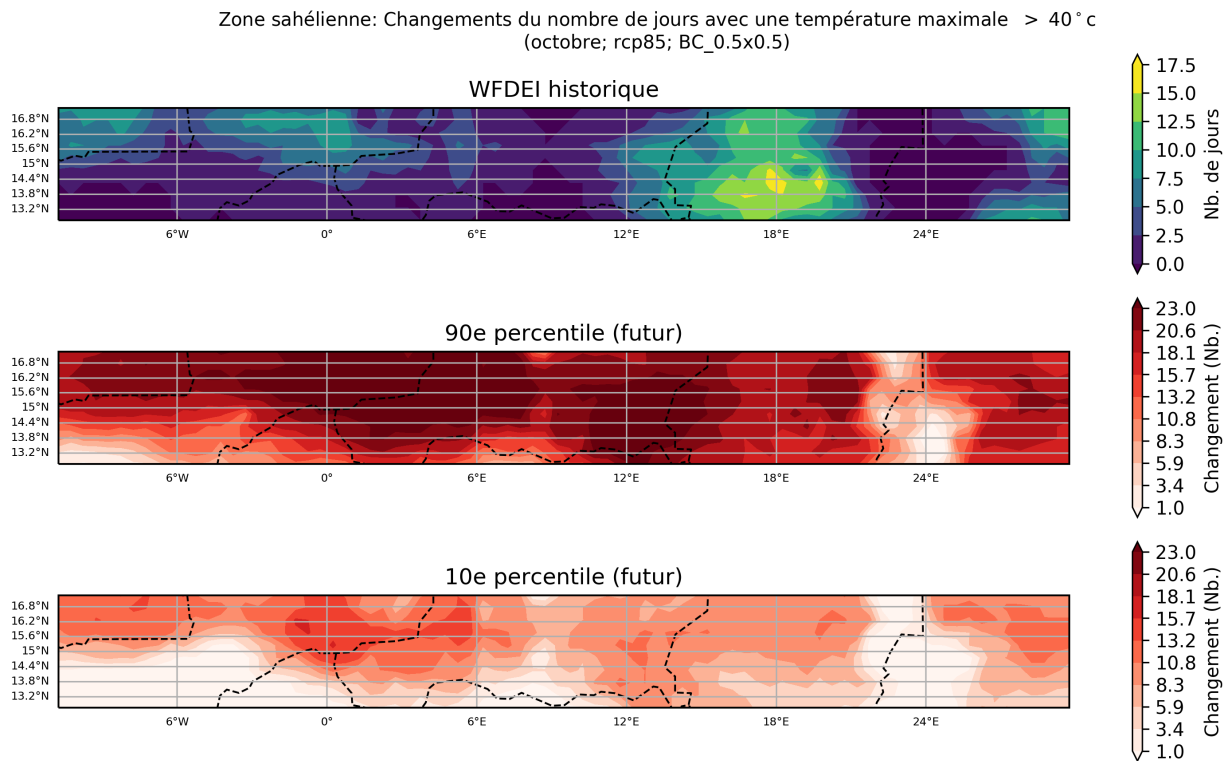 Zone sahélienne: Changements du nombre de jours avec une température maximale > 40°c
(octobre; rcp85; BC_0.5x0.5)
WFDEI historique
16.8°N
16.2°N
15.6°N
15°N
14.4°N
13.8°N
13.2°N
6°W
0°
6°E
12°E
18°E
24°E
17.5
15.0
12.5
10.0
7.5
5.0
2.5
0.0
Nb. de jours
90e percentile (futur)
16.8°N
16.2°N
15.6°N
15°N
14.4°N
13.8°N
13.2°N
6°W
0°
6°E
12°E
18°E
24°E
23.0
20.6
18.1
15.7
13.2
10.8
8.3
5.9
3.4
1.0
Changement (Nb.)
10e percentile (futur)
16.8°N
16.2°N
15.6°N
15°N
14.4°N
13.8°N
13.2°N
6°W
0°
6°E
12°E
18°E
24°E
23.0
20.6
18.1
15.7
13.2
10.8
8.3
5.9
3.4
1.0
Changement (Nb.)